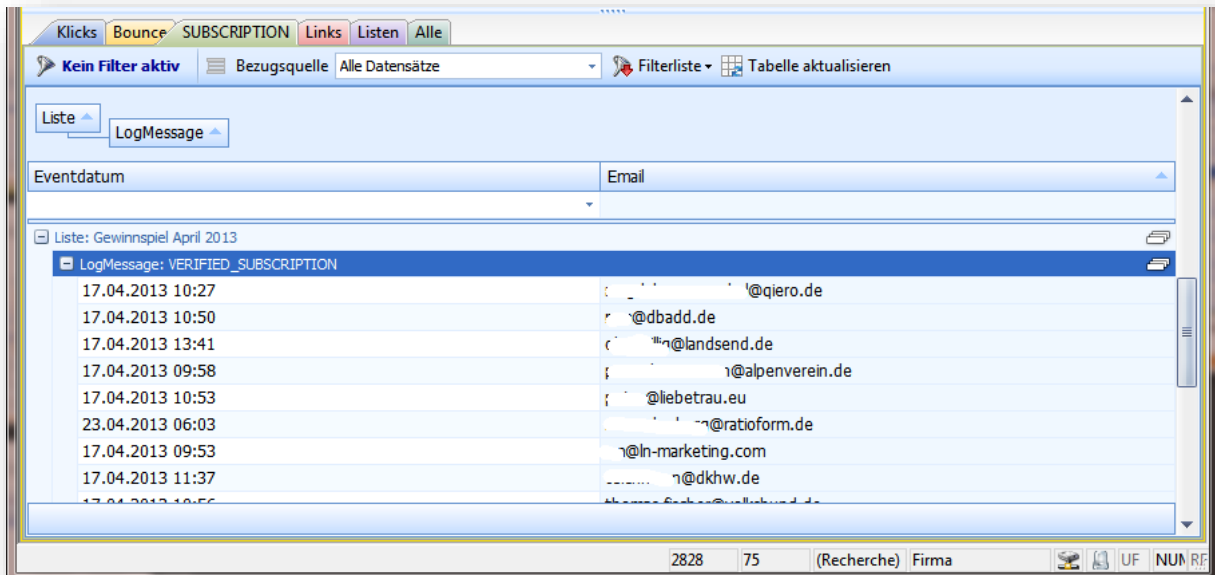 Klicks Bounce SUBSCRIPTION Links Listen Alle
Kein Filter aktiv Bezugsquelle Alle Datensätze Filterliste Tabelle aktualisieren
Liste
LogMessage
Eventdatum Email
Liste: Gewinnspiel April 2013
LogMessage: VERIFIED_SUBSCRIPTION
17.04.2013 10:27 @qiero.de
17.04.2013 10:50 @dbadd.de
17.04.2013 13:41 @landsend.de
17.04.2013 09:58 @alpenverein.de
17.04.2013 10:53 @liebetrau.eu
23.04.2013 06:03 @ratioform.de
17.04.2013 09:53 @ln-marketing.com
17.04.2013 11:37 @dkhw.de
2828 75 (Recherche) Firma UF NUM RF